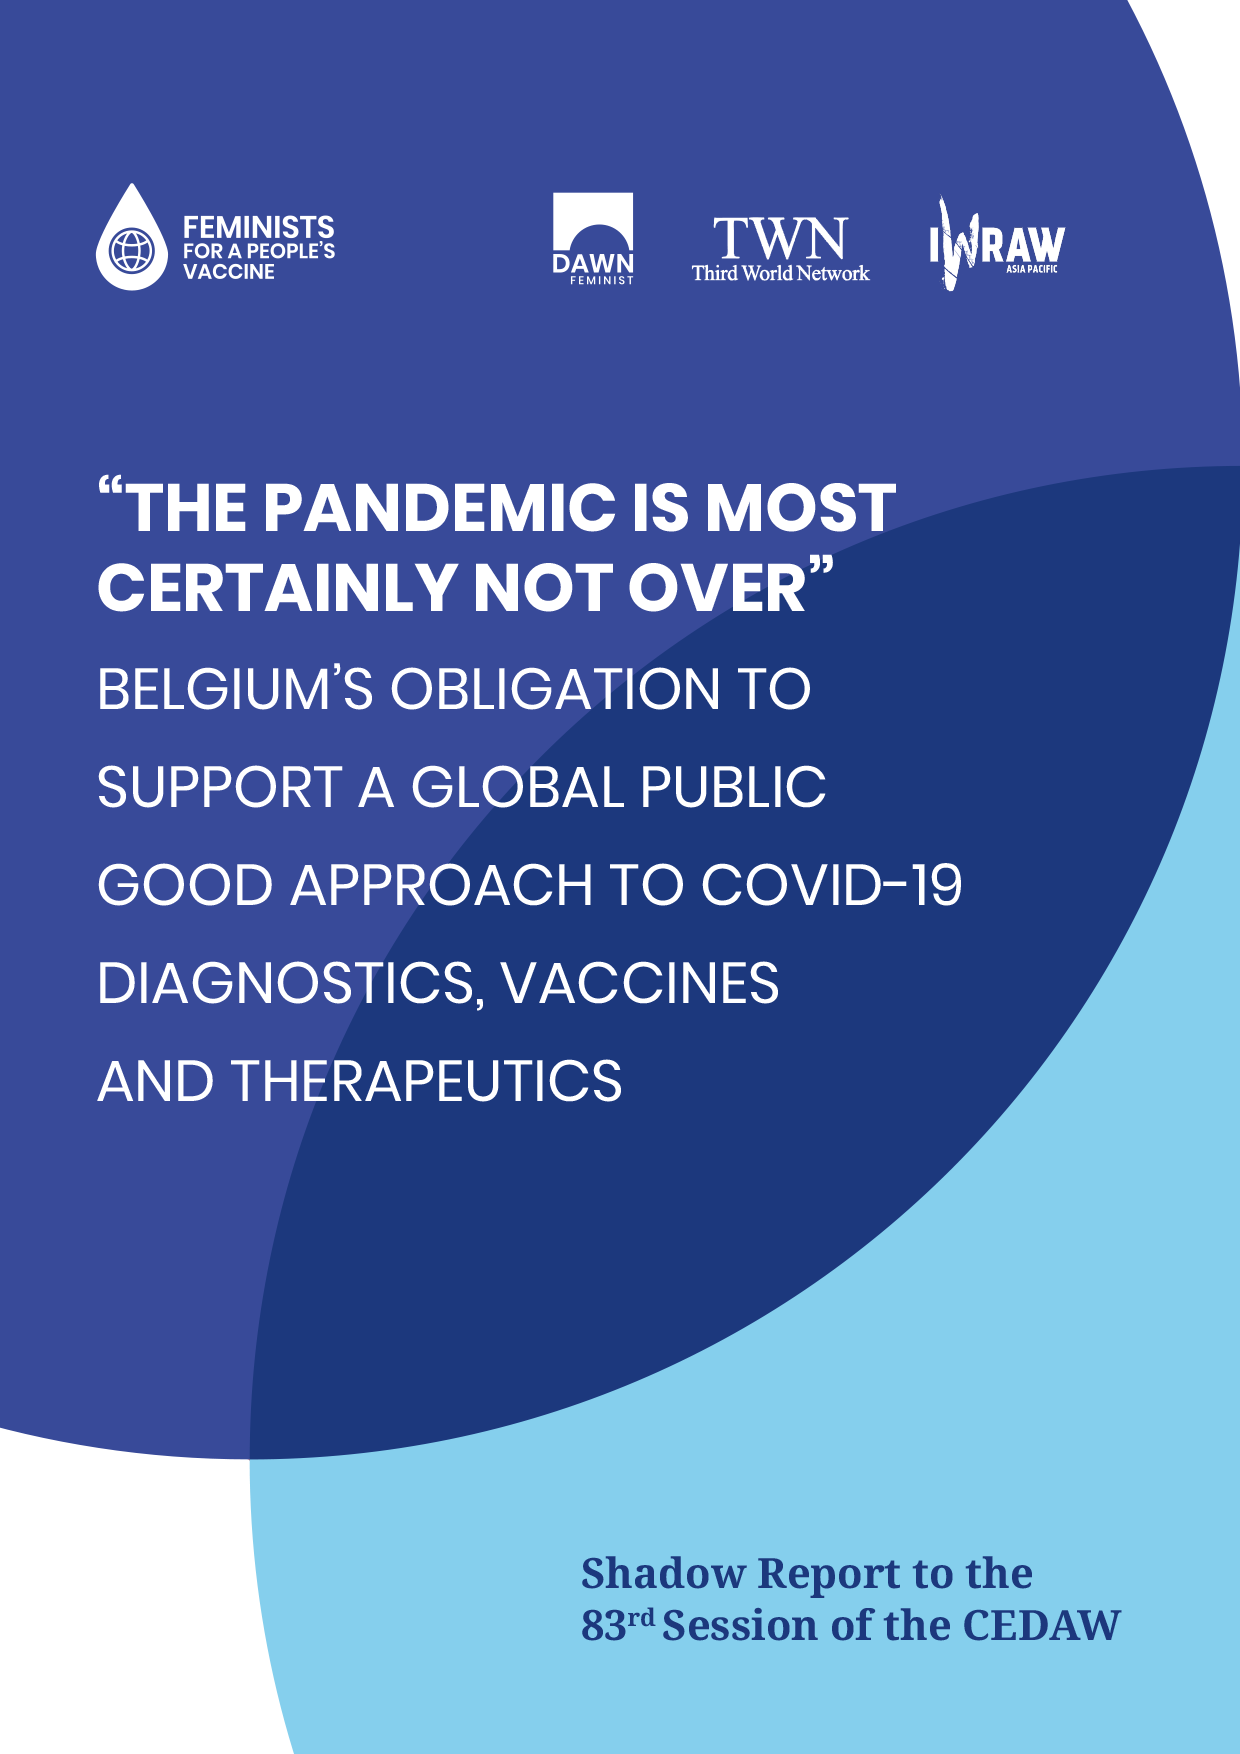 FEMINISTS
FOR A PEOPLE’S
VACCINE
DAWN
FEMINIST
TWN
Third World Network
IWRAW
ASIA PACIFIC
“THE PANDEMIC IS MOST
CERTAINLY NOT OVER”
BELGIUM’S OBLIGATION TO
SUPPORT A GLOBAL PUBLIC
GOOD APPROACH TO COVID-19
DIAGNOSTICS, VACCINES
AND THERAPEUTICS
Shadow Report to the
83rd Session of the CEDAW